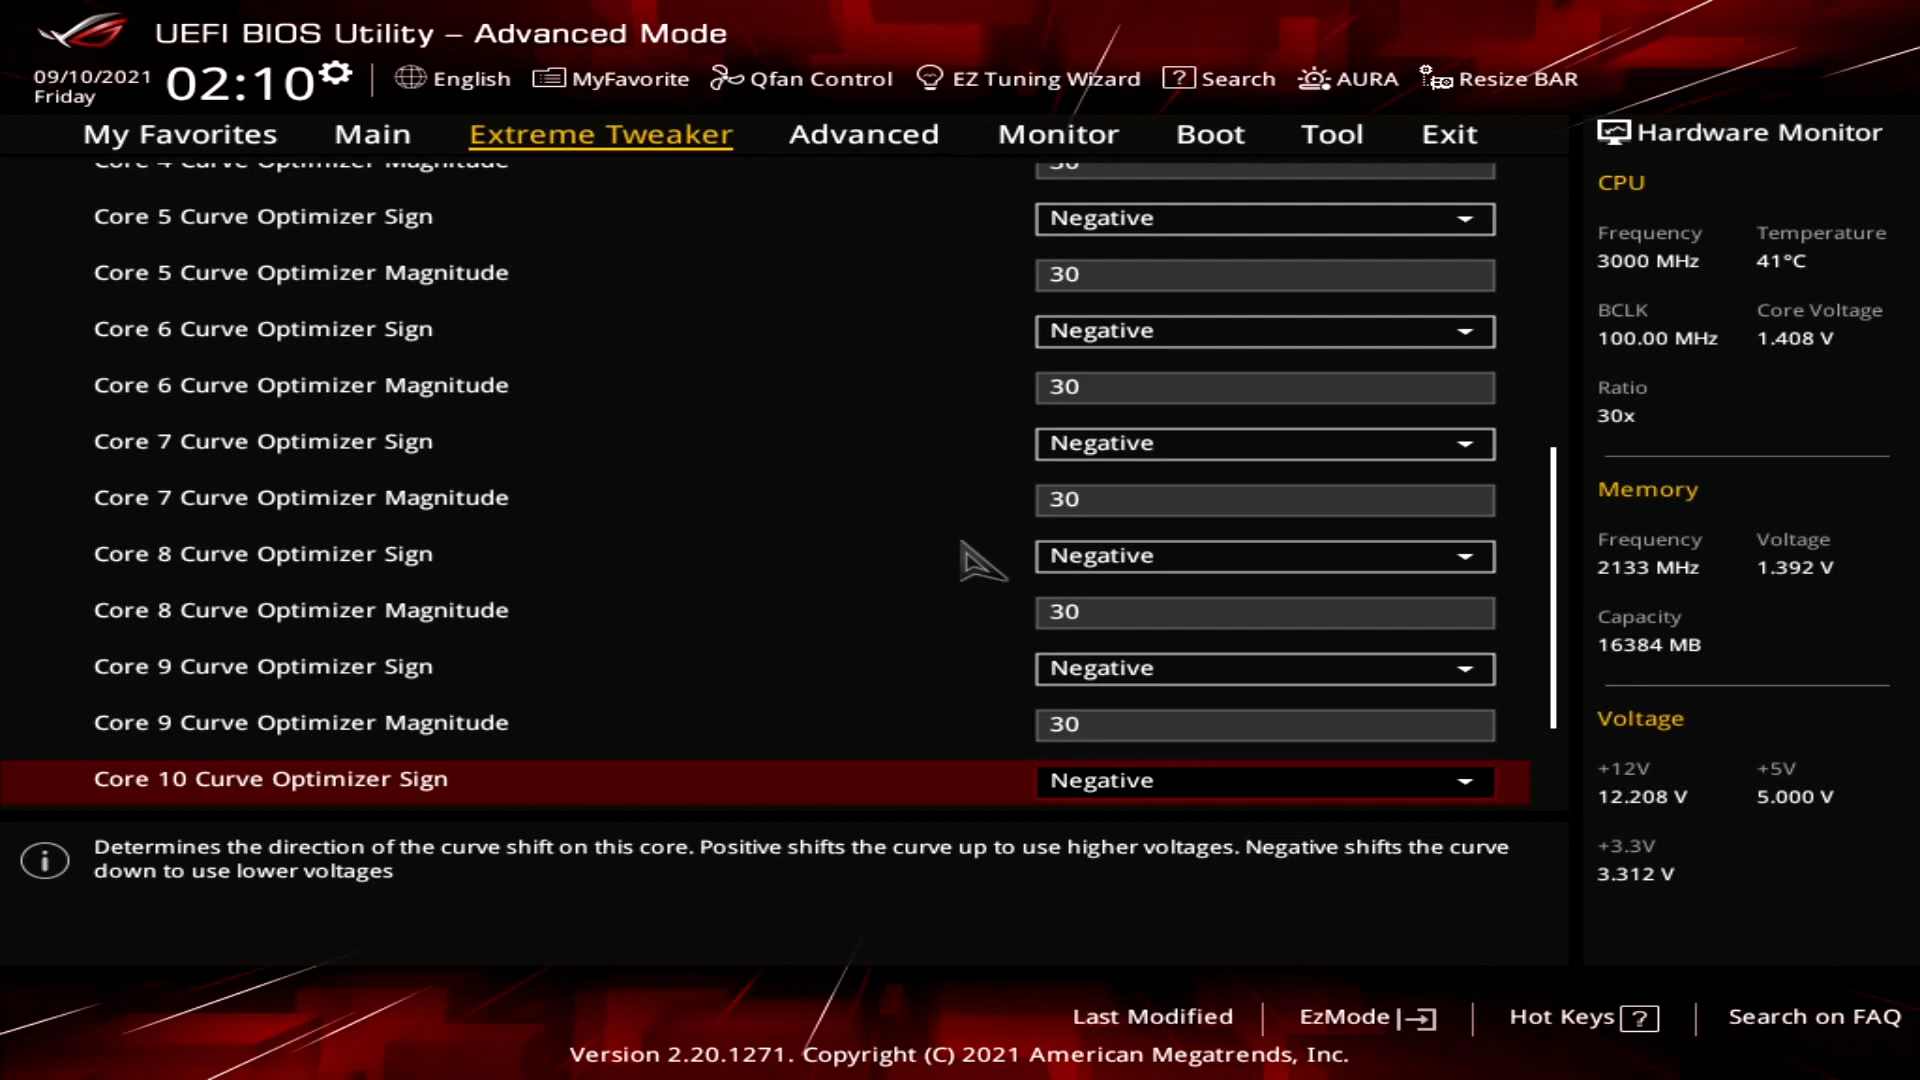 UEFI BIOS Utility – Advanced Mode
09/10/2021
Friday
02:10
English
MyFavorite
Qfan Control
EZ Tuning Wizard
? Search
AURA
Resize BAR
My Favorites
Main
Extreme Tweaker
Advanced
Monitor
Boot
Tool
Exit
Core 4 Curve Optimizer Magnitude 30
Core 5 Curve Optimizer Sign Negative
Core 5 Curve Optimizer Magnitude 30
Core 6 Curve Optimizer Sign Negative
Core 6 Curve Optimizer Magnitude 30
Core 7 Curve Optimizer Sign Negative
Core 7 Curve Optimizer Magnitude 30
Core 8 Curve Optimizer Sign Negative
Core 8 Curve Optimizer Magnitude 30
Core 9 Curve Optimizer Sign Negative
Core 9 Curve Optimizer Magnitude 30
Core 10 Curve Optimizer Sign Negative
Determines the direction of the curve shift on this core. Positive shifts the curve up to use higher voltages. Negative shifts the curve
down to use lower voltages
Hardware Monitor
CPU
Frequency Temperature
3000 MHz 41°C
BCLK Core Voltage
100.00 MHz 1.408 V
Ratio
30x
Memory
Frequency Voltage
2133 MHz 1.392 V
Capacity
16384 MB
Voltage
+12V +5V
12.208 V 5.000 V
+3.3V
3.312 V
Last Modified
EzMode
Hot Keys ?
Search on FAQ
Version 2.20.1271. Copyright (C) 2021 American Megatrends, Inc.